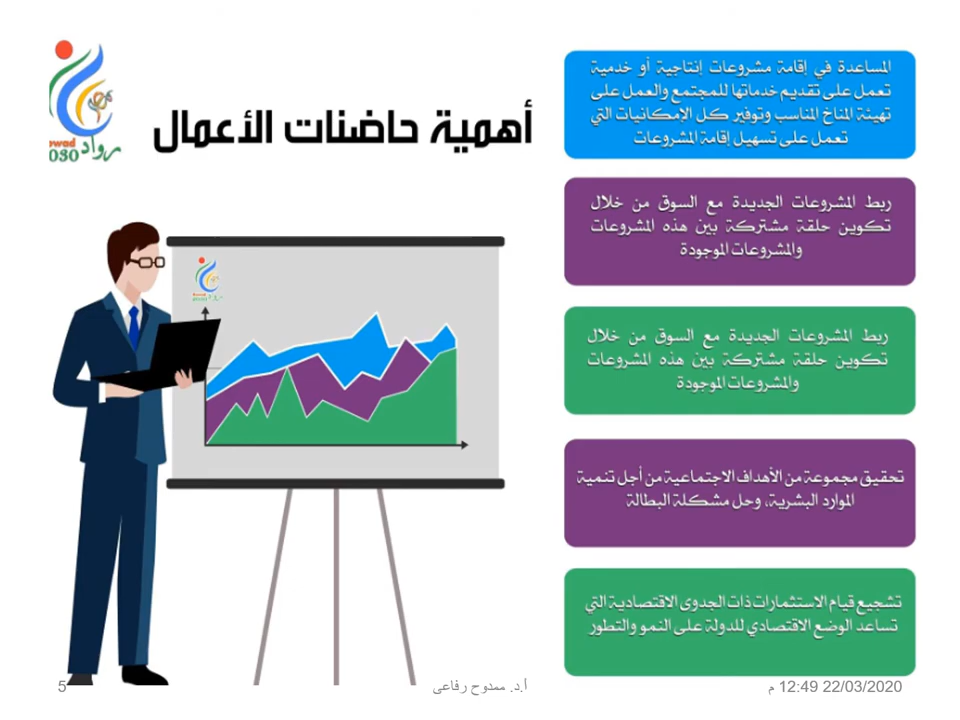 أهمية حاضنات الأعمال
rowad
رواد
030
المساعدة في إقامة مشروعات إنتاجية أو خدمية
تعمل على تقديم خدماتها للمجتمع والعمل على
تهيئة المناخ المناسب وتوفير كل الإمكانيات التي
تعمل على تسهيل إقامة المشروعات
ربط المشروعات الجديدة مع السوق من خلال
تكوين حلقة مشتركة بين هذه المشروعات
والمشروعات الموجودة
ربط المشروعات الجديدة مع السوق من خلال
تكوين حلقة مشتركة بين هذه المشروعات
والمشروعات الموجودة
تحقيق مجموعة من الأهداف الاجتماعية من أجل تنمية
الموارد البشرية، وحل مشكلة البطالة
تشجيع قيام الاستثمارات ذات الجدوى الاقتصادية التي
تساعد الوضع الاقتصادي للدولة على النمو والتطور
22/03/2020 12:49 م
أ.د. ممدوح رفاعى
5